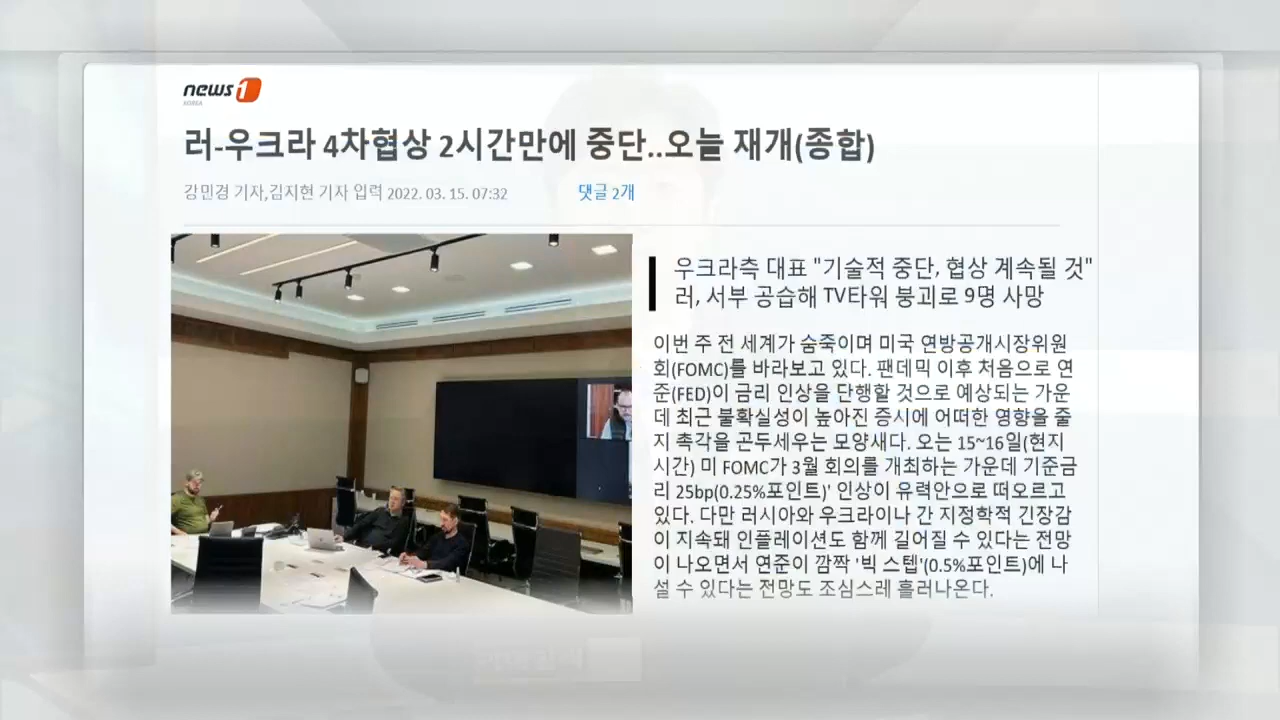 news1
KOREA
러-우크라 4차협상 2시간만에 중단..오늘 재개(종합)
강민경 기자,김지현 기자 입력 2022. 03. 15. 07:32 댓글 2개
우크라측 대표 "기술적 중단, 협상 계속될 것"
러, 서부 공습해 TV타워 붕괴로 9명 사망
이번 주 전 세계가 숨죽이며 미국 연방공개시장위원
회(FOMC)를 바라보고 있다. 팬데믹 이후 처음으로 연
준(FED)이 금리 인상을 단행할 것으로 예상되는 가운
데 최근 불확실성이 높아진 증시에 어떠한 영향을 줄
지 촉각을 곤두세우는 모양새다. 오는 15~16일(현지
시간) 미 FOMC가 3월 회의를 개최하는 가운데 기준금
리 25bp(0.25%포인트)' 인상이 유력안으로 떠오르고
있다. 다만 러시아와 우크라이나 간 지정학적 긴장감
이 지속돼 인플레이션도 함께 길어질 수 있다는 전망
이 나오면서 연준이 깜짝 '빅 스텝'(0.5%포인트)에 나
설 수 있다는 전망도 조심스레 흘러나온다.